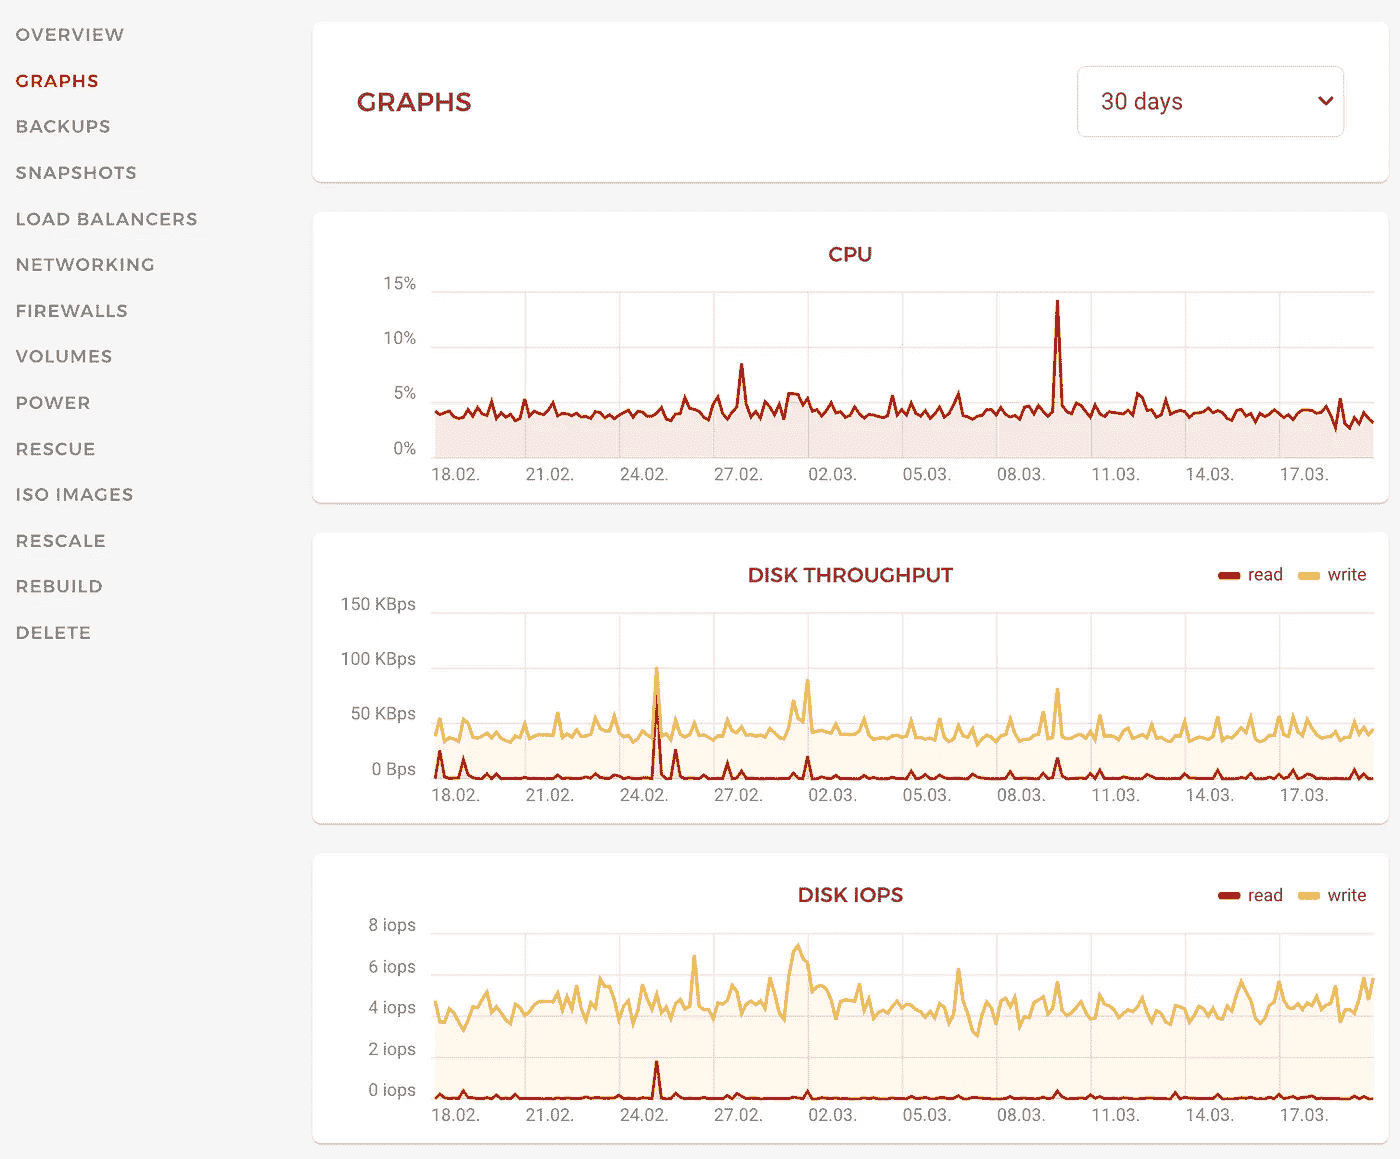 OVERVIEW
GRAPHS
BACKUPS
SNAPSHOTS
LOAD BALANCERS
NETWORKING
FIREWALLS
VOLUMES
POWER
RESCUE
ISO IMAGES
RESCALE
REBUILD
DELETE
GRAPHS
30 days
CPU
15%
10%
5%
0%
18.02. 21.02. 24.02. 27.02. 02.03. 05.03. 08.03. 11.03. 14.03. 17.03.
DISK THROUGHPUT
read write
150 KBps
100 KBps
50 KBps
0 Bps
18.02. 21.02. 24.02. 27.02. 02.03. 05.03. 08.03. 11.03. 14.03. 17.03.
DISK IOPS
read write
8 iops
6 iops
4 iops
2 iops
0 iops
18.02. 21.02. 24.02. 27.02. 02.03. 05.03. 08.03. 11.03. 14.03. 17.03.